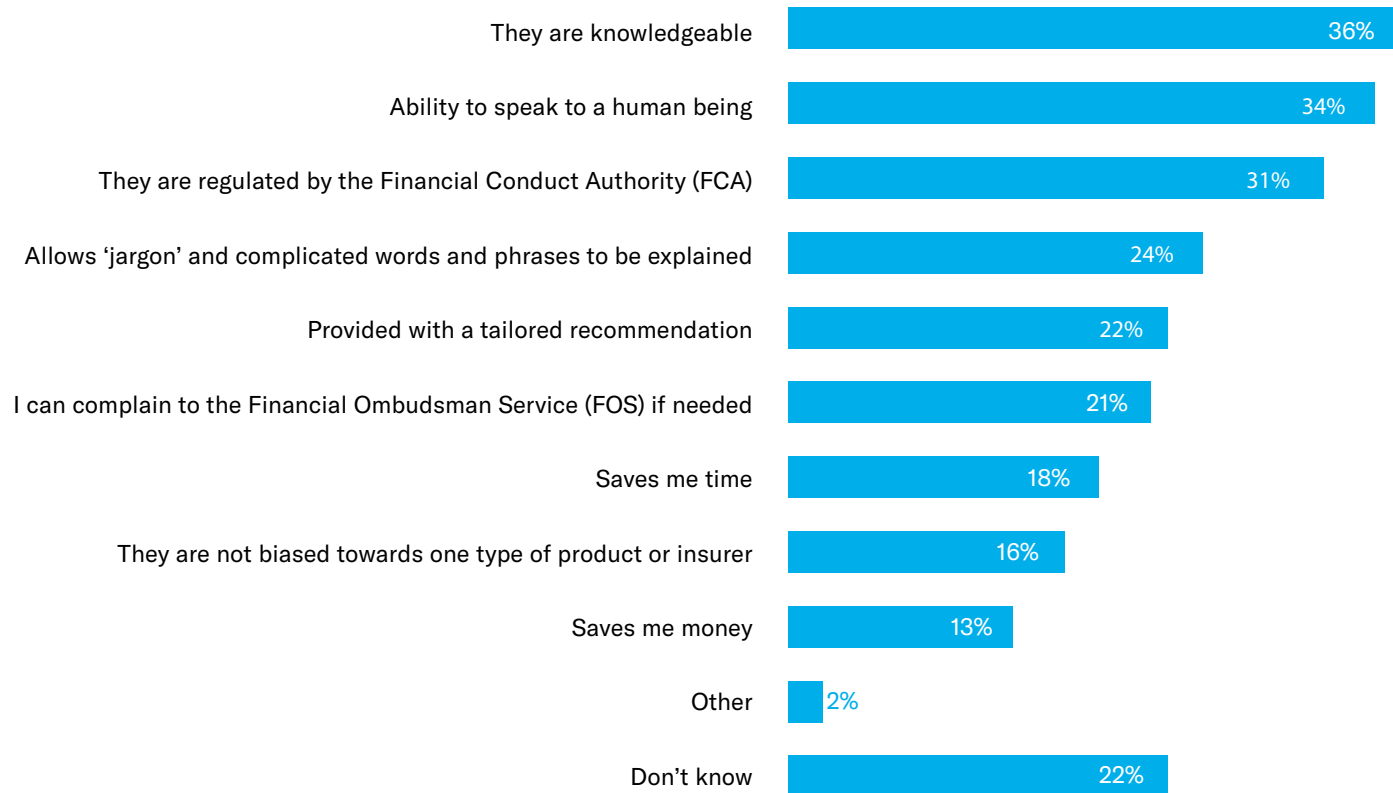 They are knowledgeable 36%
Ability to speak to a human being 34%
They are regulated by the Financial Conduct Authority (FCA) 31%
Allows ‘jargon’ and complicated words and phrases to be explained 24%
Provided with a tailored recommendation 22%
I can complain to the Financial Ombudsman Service (FOS) if needed 21%
Saves me time 18%
They are not biased towards one type of product or insurer 16%
Saves me money 13%
Other 2%
Don’t know 22%